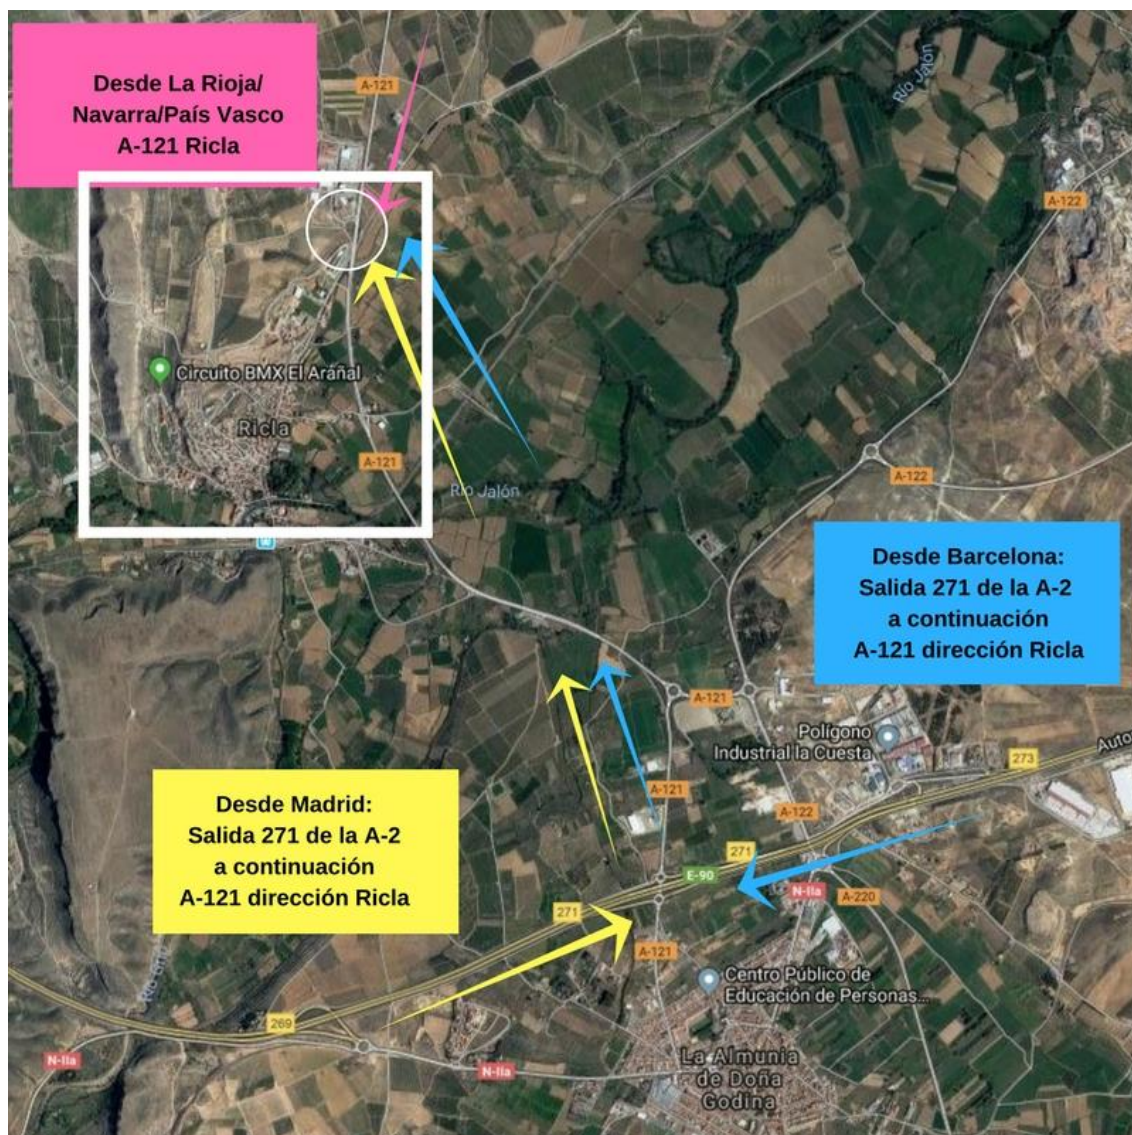 Desde La Rioja/
Navarra/País Vasco
A-121 Ricla
A-121
Río Jalón
A-122
Circuito BMX El Aráñal
Ricla
A-121
Río Jalón
A-122
Desde Barcelona:
Salida 271 de la A-2
a continuación
A-121 dirección Ricla
A-121
Polígono
Industrial la Cuesta
273
A-121
A-122
Desde Madrid:
Salida 271 de la A-2
a continuación
A-121 dirección Ricla
271
E-90
N-IIa
A-220
271
A-121
Centro Público de
Educación de Personas...
269
N-IIa
N-IIa
La Almunia
de Doña
Godina